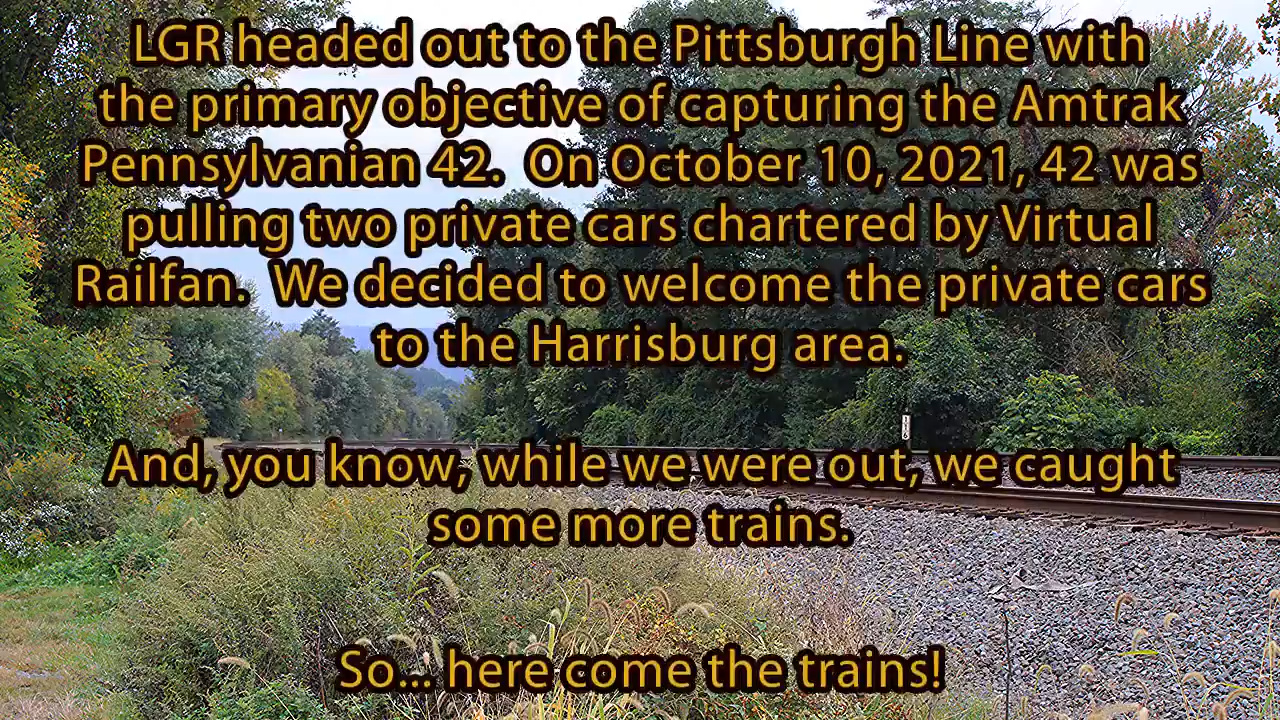 LGR headed out to the Pittsburgh Line with
the primary objective of capturing the Amtrak
Pennsylvanian 42.  On October 10, 2021, 42 was
pulling two private cars chartered by Virtual
Railfan.  We decided to welcome the private cars
to the Harrisburg area.
And, you know, while we were out, we caught
some more trains.
So... here come the trains!